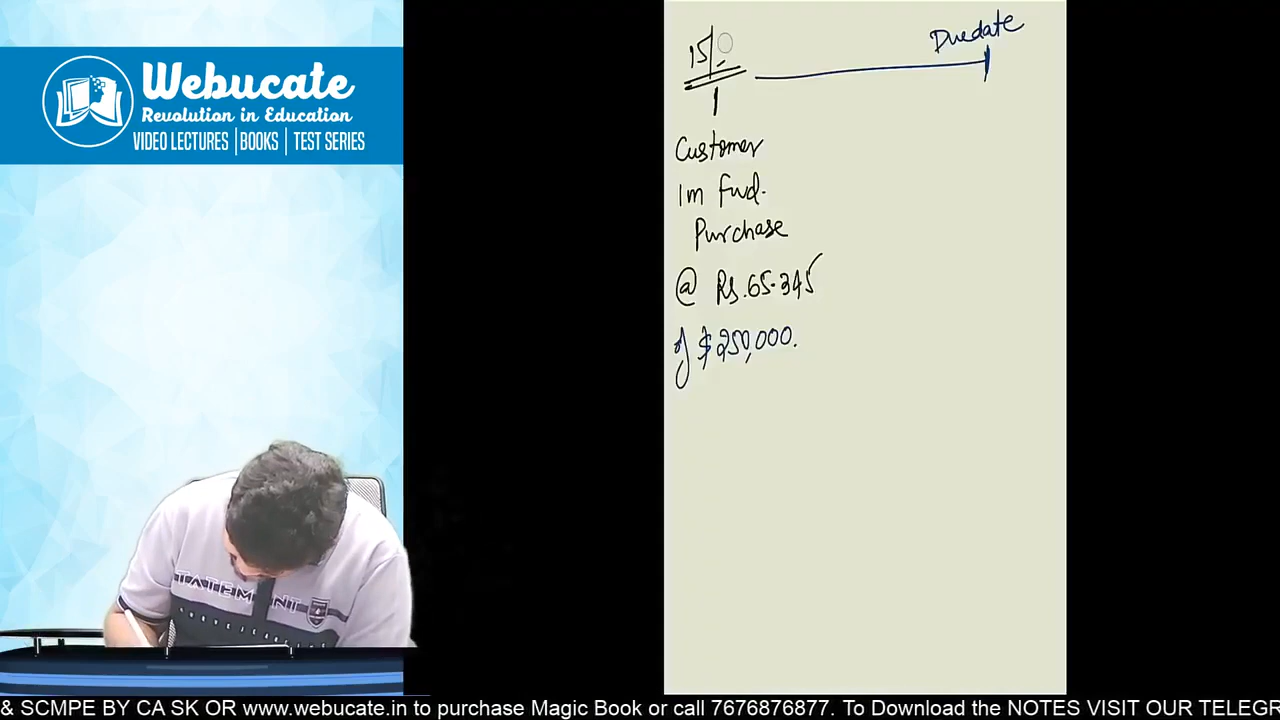 Webucate
Revolution in Education
VIDEO LECTURES | BOOKS | TEST SERIES
TATEM NT
15/
Duedate
Customer
1m Fwd.
Purchase
@ Rs.65.345
of $250,000.
& SCMPE BY CA SK OR www.webucate.in to purchase Magic Book or call 7676876877. To Download the NOTES VISIT OUR TELEGR